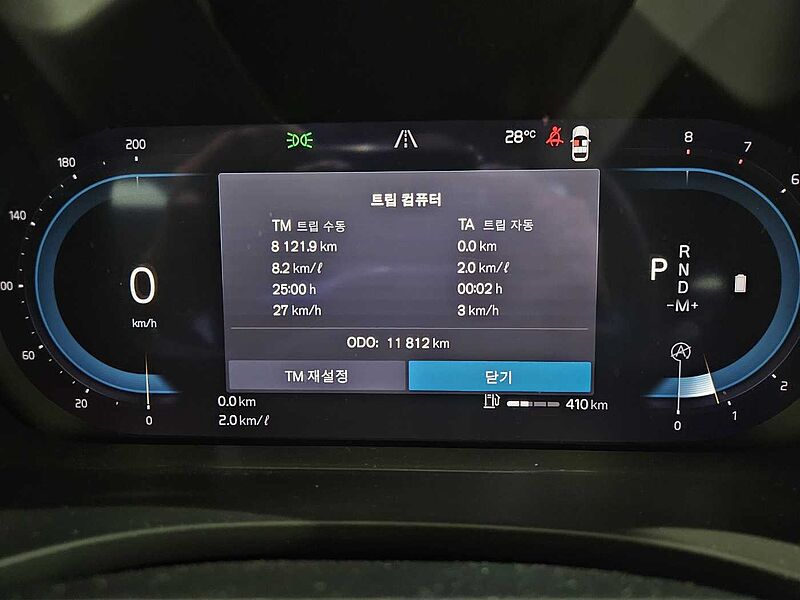 28°C
트립 컴퓨터
TM 트립 수동
8 121.9 km
8.2 km/ℓ
25:00 h
27 km/h
TA 트립 자동
0.0 km
2.0 km/ℓ
00:02 h
3 km/h
ODO: 11 812 km
TM 재설정
닫기
200
180
140
60
20
0
0
km/h
8
7
6
2
1
0
P
R
N
D
-M+
A
0.0 km
2.0 km/ℓ
410 km